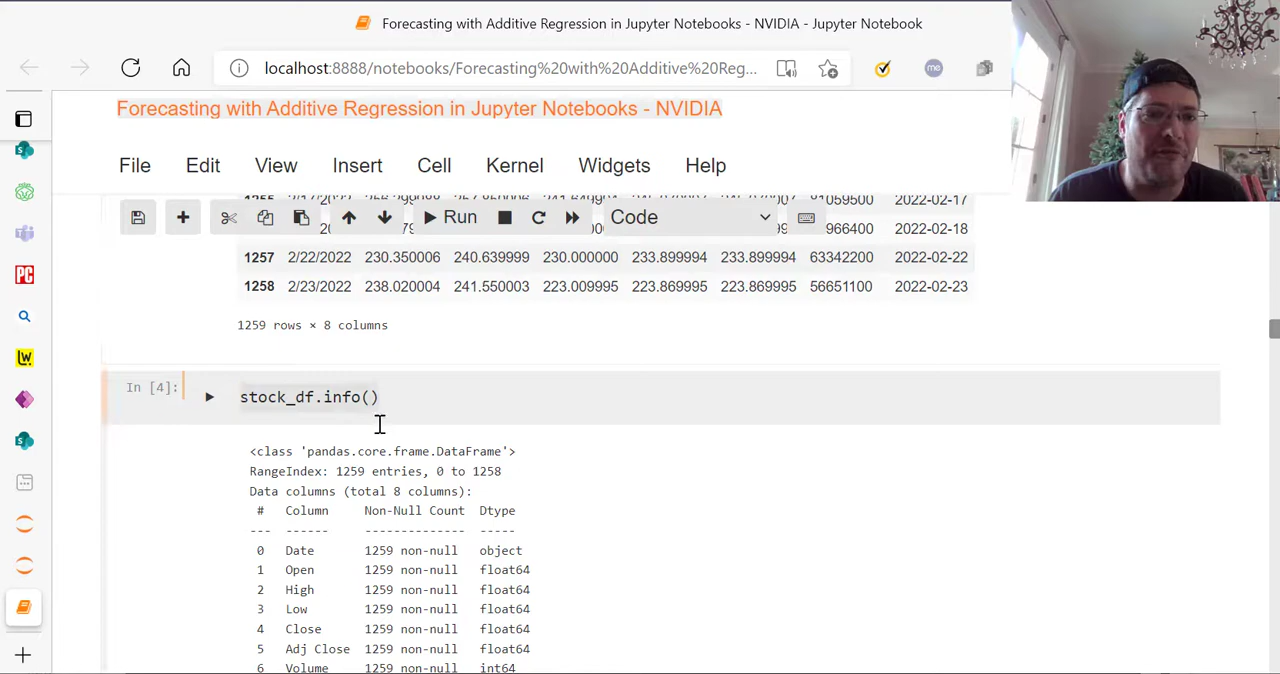 Forecasting with Additive Regression in Jupyter Notebooks - NVIDIA - Jupyter Notebook
localhost:8888/notebooks/Forecasting%20with%20Additive%20Reg...
me
Forecasting with Additive Regression in Jupyter Notebooks - NVIDIA
File Edit View Insert Cell Kernel Widgets Help
2022-02-17
Run Code 966400 2022-02-18
1257 2/22/2022 230.350006 240.639999 230.000000 233.899994 233.899994 63342200 2022-02-22
1258 2/23/2022 238.020004 241.550003 223.009995 223.869995 223.869995 56651100 2022-02-23
1259 rows × 8 columns
In [4]: stock_df.info()
<class 'pandas.core.frame.DataFrame'>
RangeIndex: 1259 entries, 0 to 1258
Data columns (total 8 columns):
# Column Non-Null Count Dtype
--- ------ -------------- -----
0 Date 1259 non-null object
1 Open 1259 non-null float64
2 High 1259 non-null float64
3 Low 1259 non-null float64
4 Close 1259 non-null float64
5 Adj Close 1259 non-null float64
6 Volume 1259 non-null int64